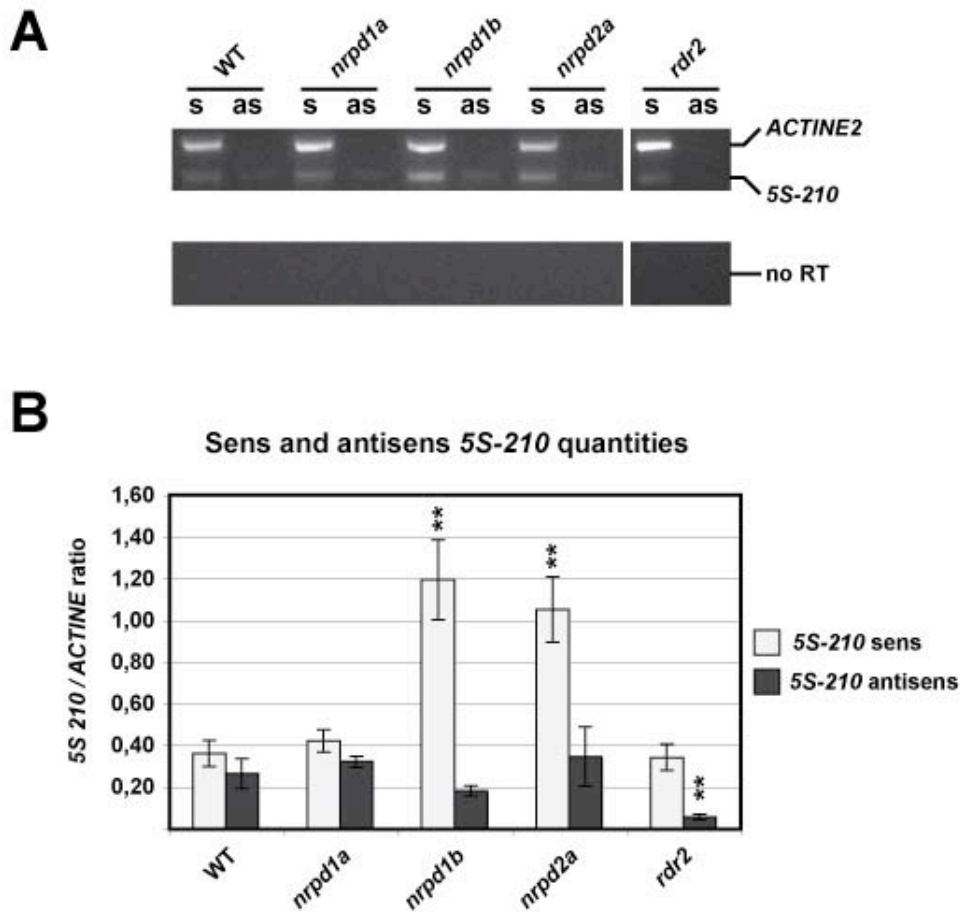 A
WT nrpd1a nrpd1b nrpd2a rdr2
s as s as s as s as s as
ACTINE2
5S-210
no RT
B
Sens and antisens 5S-210 quantities
5S 210 / ACTINE ratio
1,60
1,40
1,20
1,00
0,80
0,60
0,40
0,20
** ** **
5S-210 sens
5S-210 antisens
WT nrpd1a nrpd1b nrpd2a rdr2